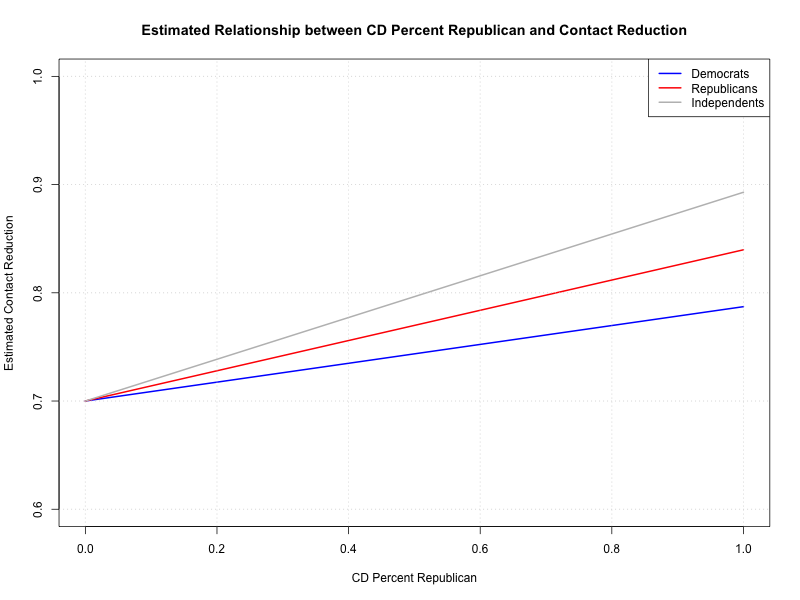 Estimated Relationship between CD Percent Republican and Contact Reduction
Democrats
Republicans
Independents
Estimated Contact Reduction
1.0
0.9
0.8
0.7
0.6
0.0 0.2 0.4 0.6 0.8 1.0
CD Percent Republican